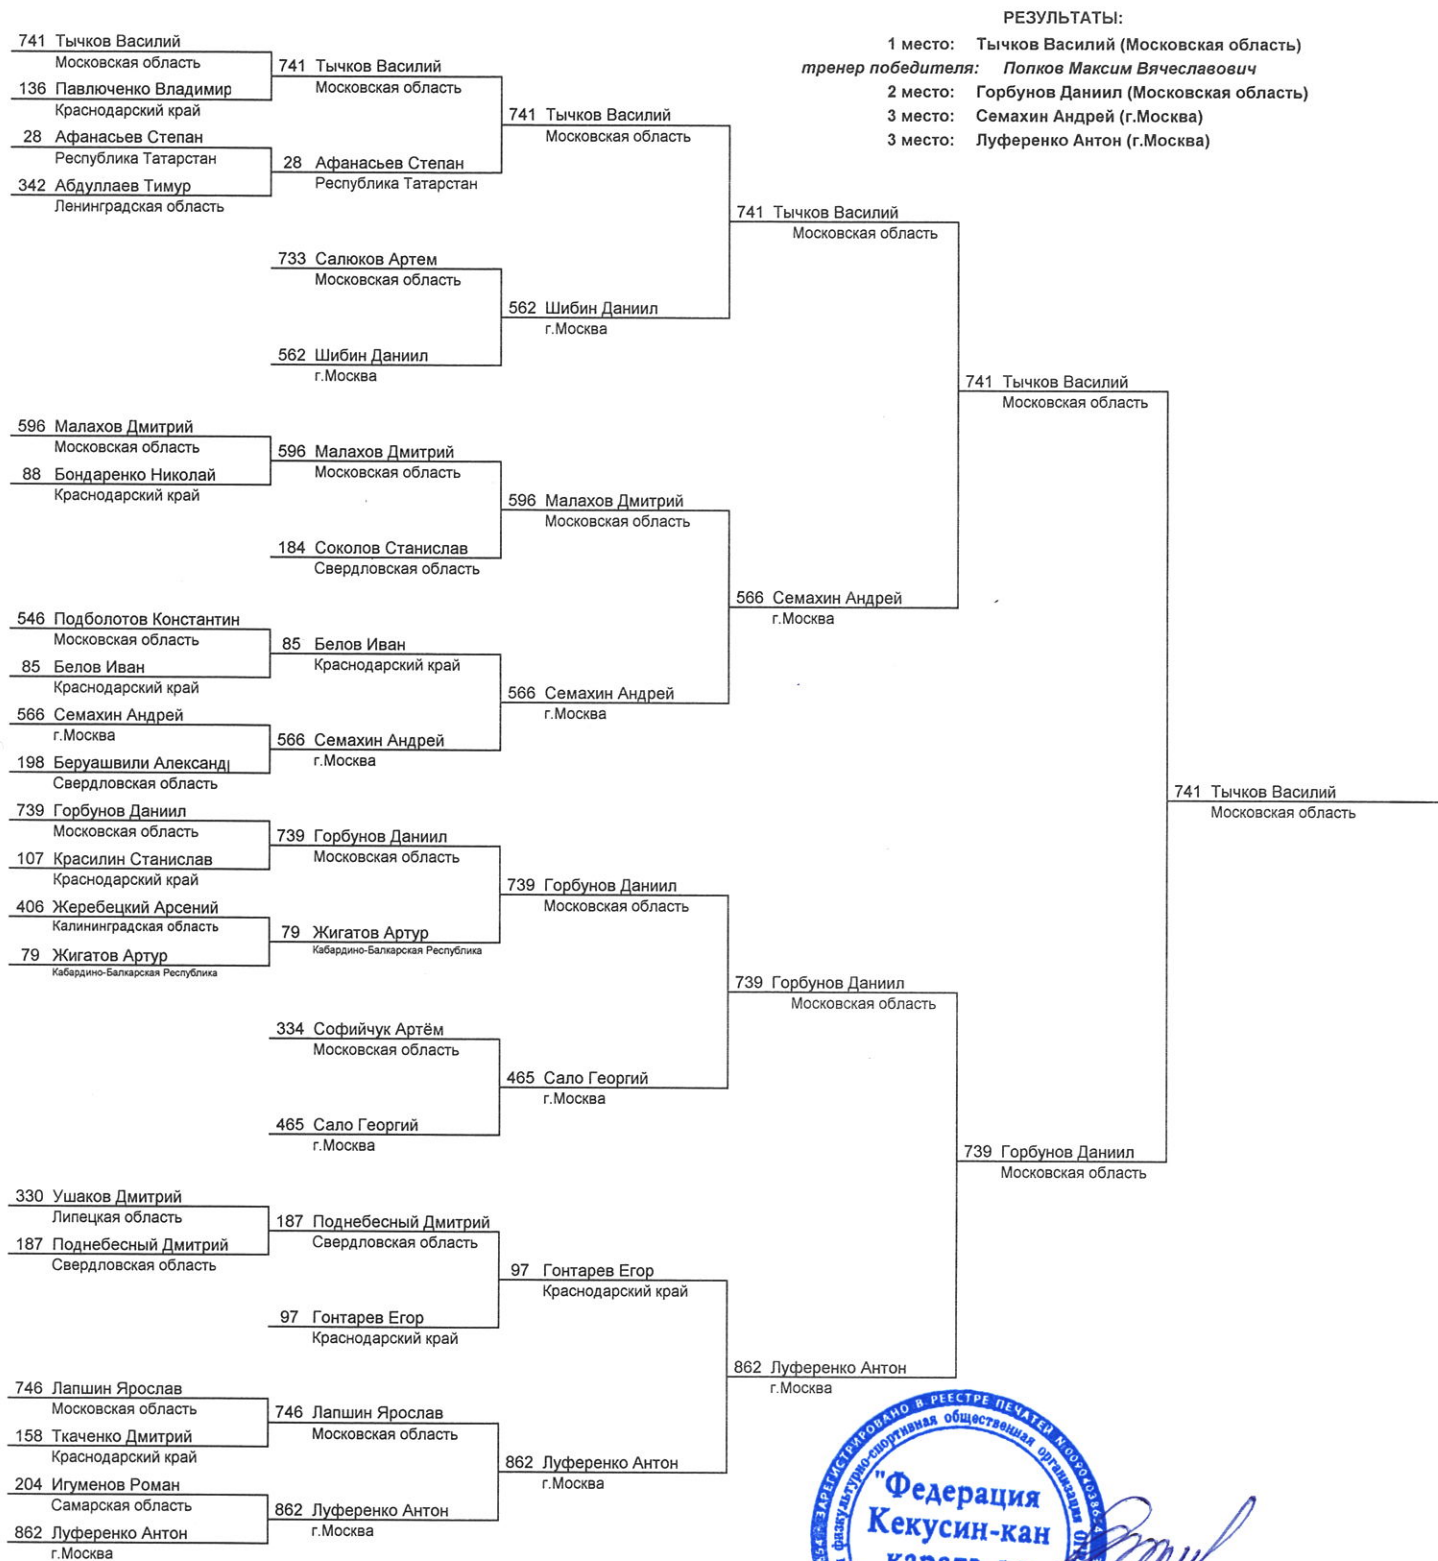 РЕЗУЛЬТАТЫ:
1 место: Тычков Василий (Московская область)
тренер победителя: Попков Максим Вячеславович
2 место: Горбунов Даниил (Московская область)
3 место: Семахин Андрей (г.Москва)
3 место: Луференко Антон (г.Москва)
741 Тычков Василий
Московская область
136 Павлюченко Владимир
Краснодарский край
28 Афанасьев Степан
Республика Татарстан
342 Абдуллаев Тимур
Ленинградская область
596 Малахов Дмитрий
Московская область
88 Бондаренко Николай
Краснодарский край
546 Подболотов Константин
Московская область
85 Белов Иван
Краснодарский край
566 Семахин Андрей
г.Москва
198 Беруашвили Александ
Свердловская область
739 Горбунов Даниил
Московская область
107 Красилин Станислав
Краснодарский край
406 Жеребецкий Арсений
Калининградская область
79 Жигатов Артур
Кабардино-Балкарская Республика
330 Ушаков Дмитрий
Липецкая область
187 Поднебесный Дмитрий
Свердловская область
746 Лапшин Ярослав
Московская область
158 Ткаченко Дмитрий
Краснодарский край
204 Игуменов Роман
Самарская область
862 Луференко Антон
г.Москва
741 Тычков Василий
Московская область
28 Афанасьев Степан
Республика Татарстан
733 Салюков Артем
Московская область
562 Шибин Даниил
г.Москва
596 Малахов Дмитрий
Московская область
184 Соколов Станислав
Свердловская область
85 Белов Иван
Краснодарский край
566 Семахин Андрей
г.Москва
739 Горбунов Даниил
Московская область
79 Жигатов Артур
Кабардино-Балкарская Республика
334 Софийчук Артём
Московская область
465 Сало Георгий
г.Москва
187 Поднебесный Дмитрий
Свердловская область
97 Гонтарев Егор
Краснодарский край
746 Лапшин Ярослав
Московская область
862 Луференко Антон
г.Москва
741 Тычков Василий
Московская область
562 Шибин Даниил
г.Москва
596 Малахов Дмитрий
Московская область
566 Семахин Андрей
г.Москва
739 Горбунов Даниил
Московская область
465 Сало Георгий
г.Москва
97 Гонтарев Егор
Краснодарский край
862 Луференко Антон
г.Москва
741 Тычков Василий
Московская область
566 Семахин Андрей
г.Москва
739 Горбунов Даниил
Московская область
862 Луференко Антон
г.Москва
741 Тычков Василий
Московская область
739 Горбунов Даниил
Московская область
741 Тычков Василий
Московская область
ЗАРЕГИСТРИРОВАНО В РЕЕСТРЕ ПЕЧАТЕЙ
физкультурно-спортивная общественная организация
"Федерация
Кекусин-кан